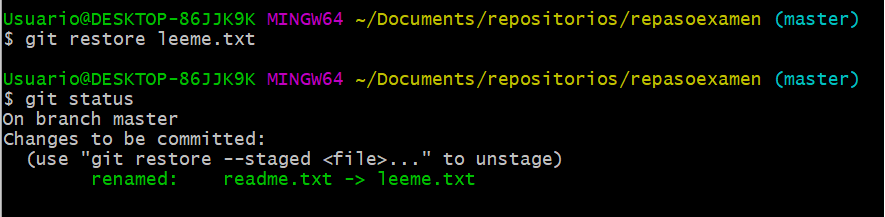 Usuario@DESKTOP-86JJK9K MINGW64 ~/Documents/repositorios/repasoexamen (master)
$ git restore leeme.txt
Usuario@DESKTOP-86JJK9K MINGW64 ~/Documents/repositorios/repasoexamen (master)
$ git status
On branch master
Changes to be committed:
  (use "git restore --staged <file>..." to unstage)
        renamed:    readme.txt -> leeme.txt